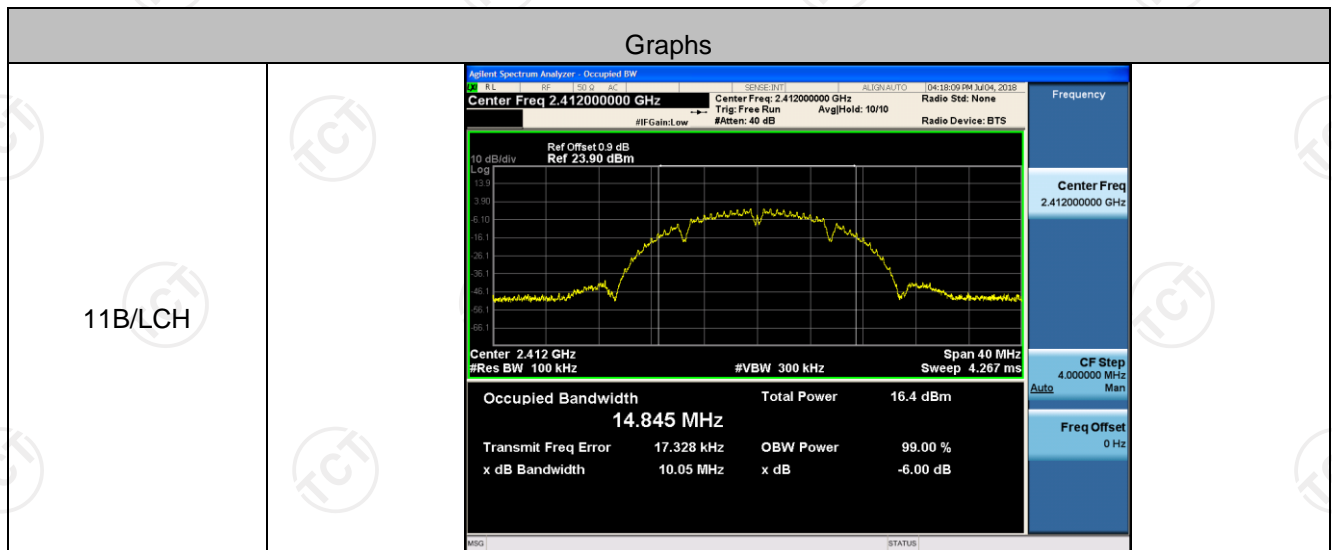 Graphs
11B/LCH
Agilent Spectrum Analyzer - Occupied BW
RL RF 50 Ω AC SENSE:INT ALIGNAUTO 04:18:09 PM Jul 04, 2018
Center Freq 2.412000000 GHz
Center Freq: 2.412000000 GHz
Radio Std: None
Trig: Free Run Avg|Hold: 10/10
#IFGain:Low #Atten: 40 dB Radio Device: BTS
Ref Offset 0.9 dB
10 dB/div Ref 23.90 dBm
Log
13.9
3.90
-6.10
-16.1
-26.1
-36.1
-46.1
-56.1
-66.1
Center 2.412 GHz Span 40 MHz
#Res BW 100 kHz #VBW 300 kHz Sweep 4.267 ms
Occupied Bandwidth Total Power 16.4 dBm
14.845 MHz
Transmit Freq Error 17.328 kHz OBW Power 99.00 %
x dB Bandwidth 10.05 MHz x dB -6.00 dB
MSG STATUS
Frequency
Center Freq
2.412000000 GHz
CF Step
4.000000 MHz
Auto Man
Freq Offset
0 Hz
TCT
TCT
TCT
TCT